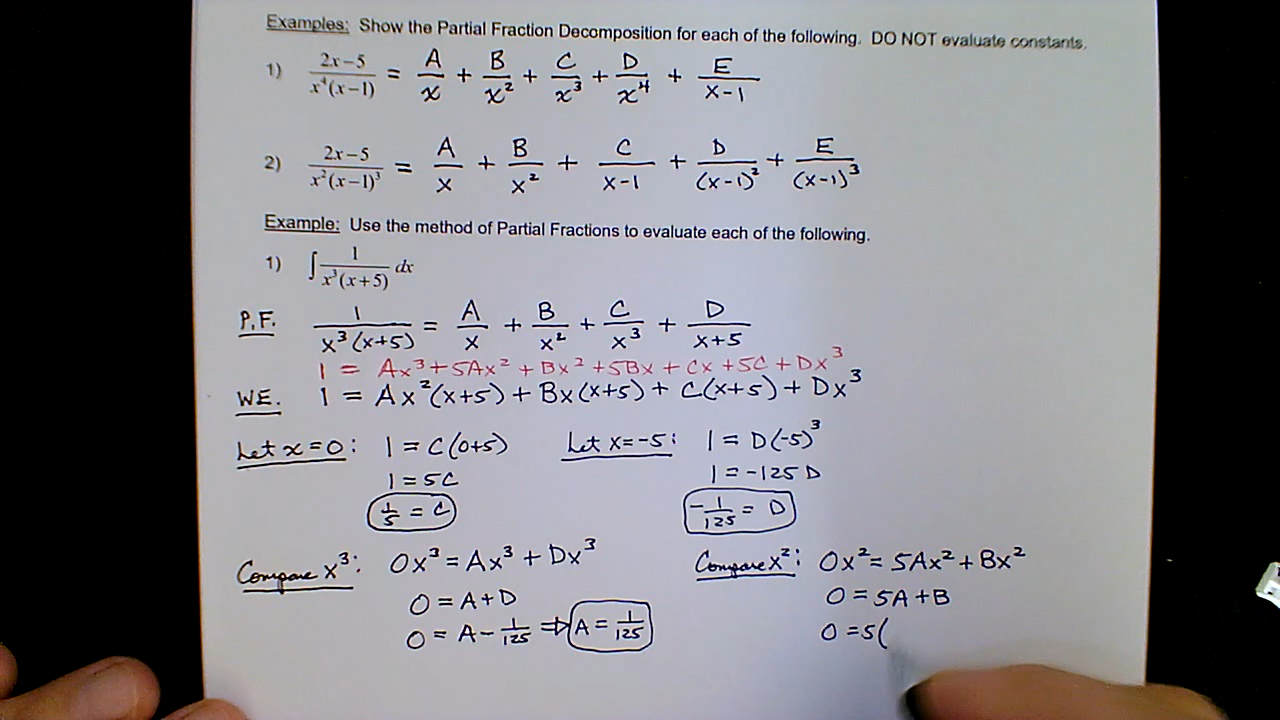 Examples: Show the Partial Fraction Decomposition for each of the following. DO NOT evaluate constants.
1) (2x−5)/(x⁴(x−1)) = A/x + B/x² + C/x³ + D/x⁴ + E/(x−1)
2) (2x−5)/(x²(x−1)³) = A/x + B/x² + C/(x−1) + D/(x−1)² + E/(x−1)³
Example: Use the method of Partial Fractions to evaluate each of the following.
1) ∫ 1/(x³(x+5)) dx
P.F. 1/(x³(x+5)) = A/x + B/x² + C/x³ + D/(x+5)
1 = Ax³ + 5Ax² + Bx² + 5Bx + Cx + 5C + Dx³
WE. 1 = Ax²(x+5) + Bx(x+5) + C(x+5) + Dx³
Let x=0: 1 = C(0+5) Let x=-5: 1 = D(-5)³
1 = 5C 1 = -125D
1/5 = C -1/125 = D
Compare x³: 0x³ = Ax³ + Dx³ Compare x²: 0x² = 5Ax² + Bx²
0 = A+D 0 = 5A+B
0 = A - 1/125 ⇒ A = 1/125 0 = 5(